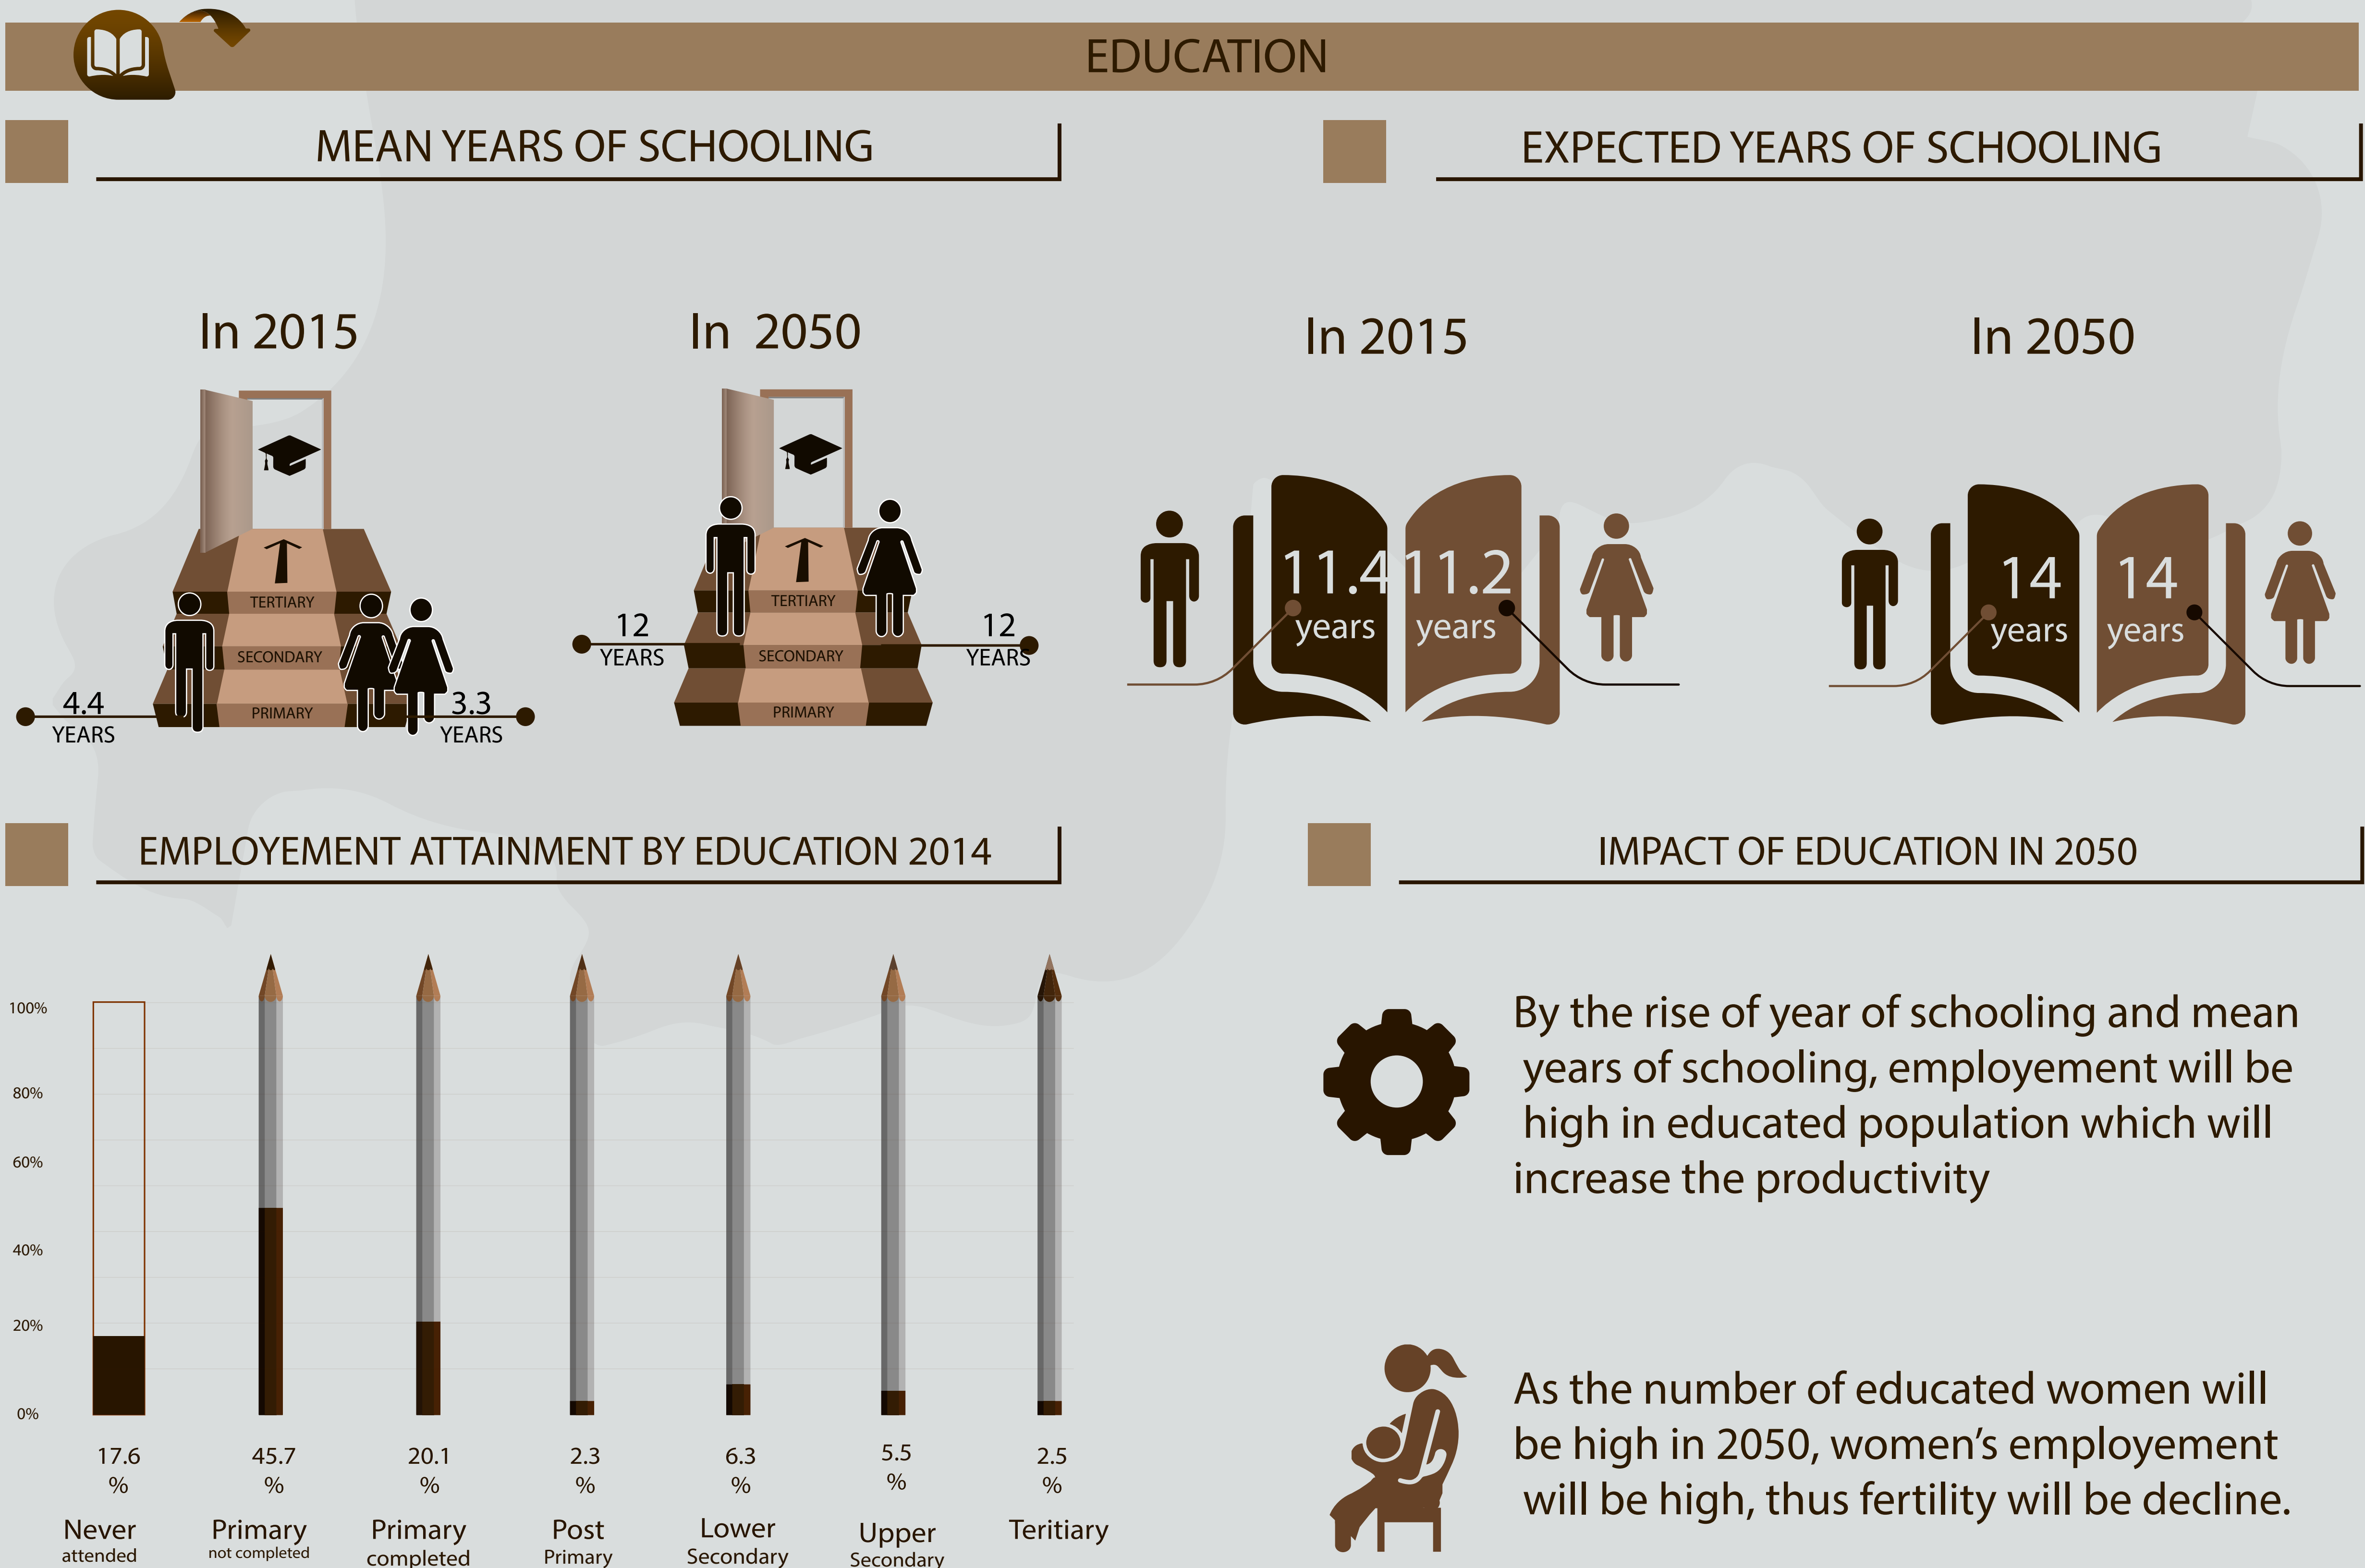 EDUCATION
MEAN YEARS OF SCHOOLING
In 2015
In 2050
TERTIARY
SECONDARY
PRIMARY
4.4
YEARS
3.3
YEARS
TERTIARY
SECONDARY
PRIMARY
12
YEARS
12
YEARS
EXPECTED YEARS OF SCHOOLING
In 2015
In 2050
11.4
years
11.2
years
14
years
14
years
EMPLOYEMENT ATTAINMENT BY EDUCATION 2014
100%
80%
60%
40%
20%
0%
17.6
%
Never
attended
45.7
%
Primary
not completed
20.1
%
Primary
completed
2.3
%
Post
Primary
6.3
%
Lower
Secondary
5.5
%
Upper
Secondary
2.5
%
Teritiary
IMPACT OF EDUCATION IN 2050
By the rise of year of schooling and mean
years of schooling, employement will be
high in educated population which will
increase the productivity
As the number of educated women will
be high in 2050, women’s employement
will be high, thus fertility will be decline.